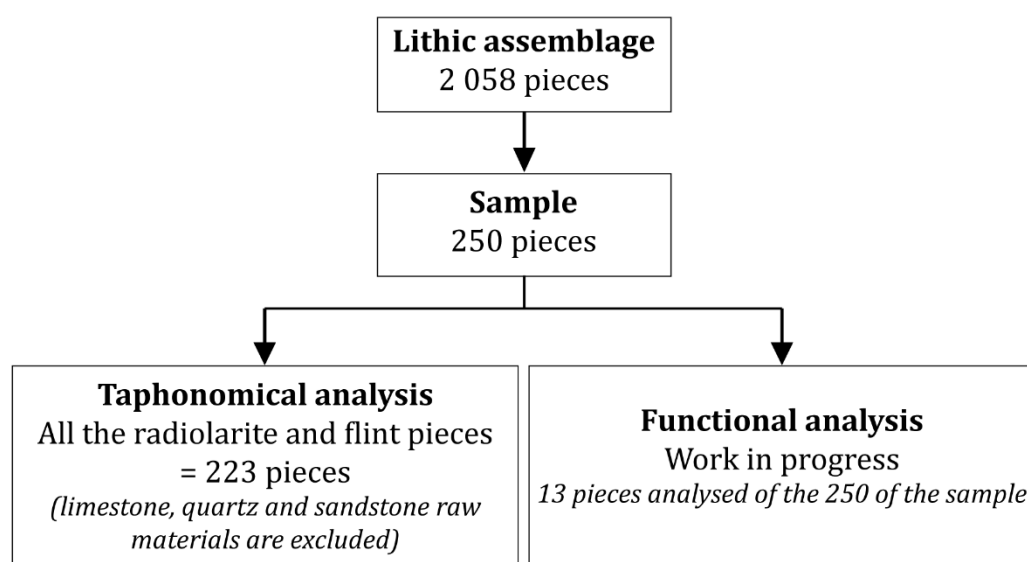 Lithic assemblage
2 058 pieces
Sample
250 pieces
Taphonomical analysis
All the radiolarite and flint pieces
= 223 pieces
(limestone, quartz and sandstone raw
materials are excluded)
Functional analysis
Work in progress
13 pieces analysed of the 250 of the sample